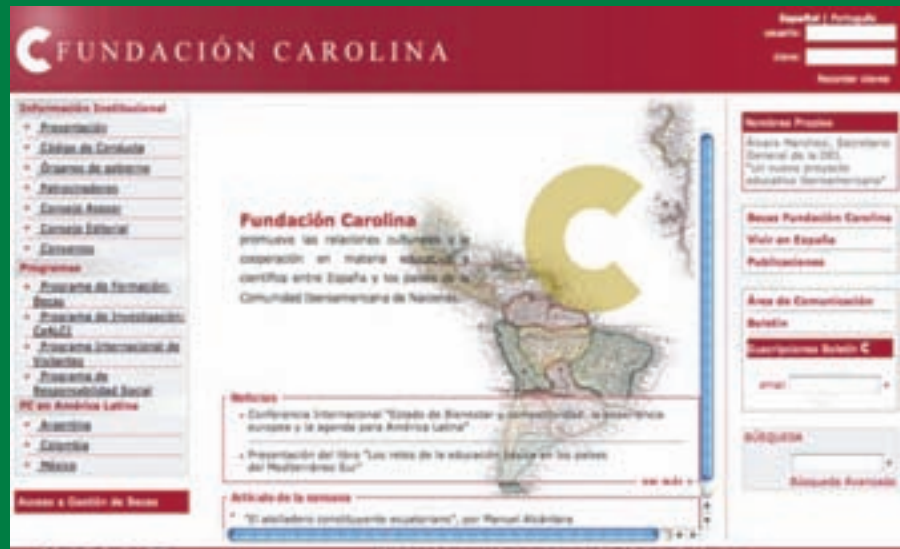 FUNDACIÓN CAROLINA
Español | Português
usuario:
clave:
Recordar claves
Información Institucional
Presentación
Código de Conducta
Órganos de gobierno
Patrocinadores
Consejo Asesor
Consejo Editorial
Convenios
Programas
Programa de Formación:
Becas
Programa de Investigación:
CeALCI
Programa Internacional de
Visitantes
Programa de
Responsabilidad Social
FC en América Latina
Argentina
Colombia
México
Acceso a Gestión de Becas
Fundación Carolina
promueve las relaciones culturales y la
cooperación en materia educativa y
científica entre España y los países de la
Comunidad Iberoamericana de Naciones.
Noticias
Conferencia Internacional "Estado de Bienestar y competitividad: la experiencia
europea y la agenda para América Latina"
Presentación del libro "Los retos de la educación básica en los países
del Mediterráneo Sur"
ver más
Artículo de la semana
"El atolladero constituyente ecuatoriano", por Manuel Alcántara
Nombres Propios
Álvaro Marchesi, Secretario
General de la OEI,
"Un nuevo proyecto
educativo iberoamericano"
Becas Fundación Carolina
Vivir en España
Publicaciones
Área de Comunicación
Boletín
Suscripciones Boletín C
email
BÚSQUEDA
Búsqueda Avanzada